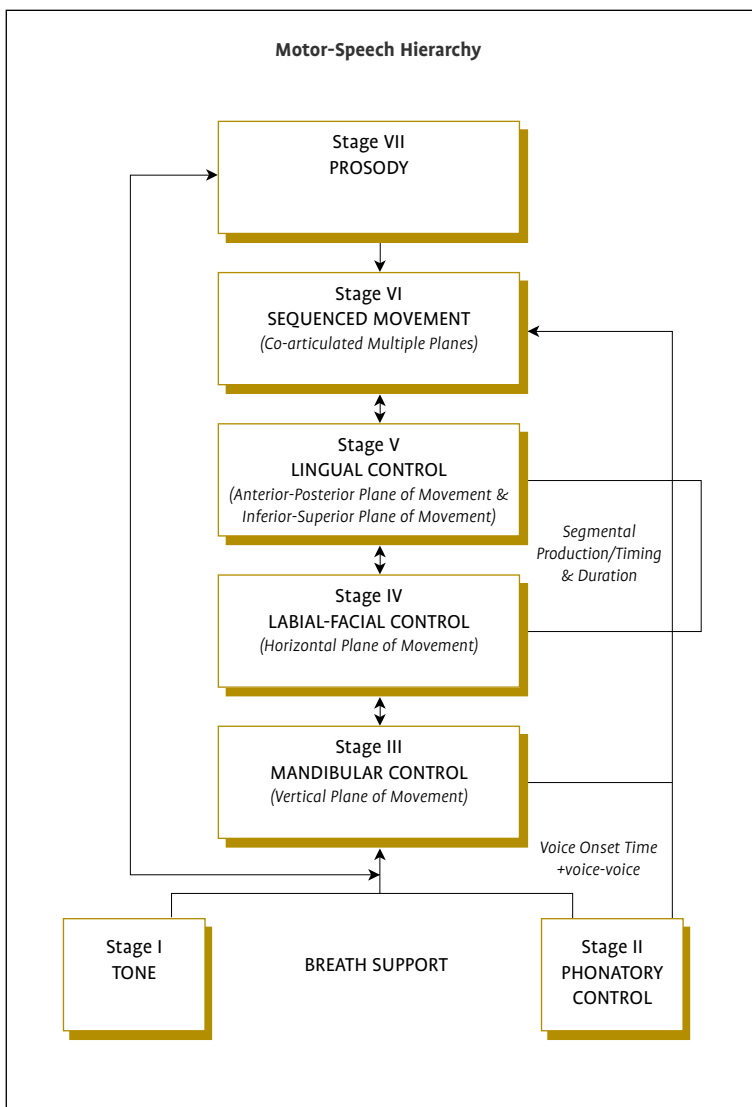 Motor-Speech Hierarchy
Stage VII
PROSODY
Stage VI
SEQUENCED MOVEMENT
(Co-articulated Multiple Planes)
Stage V
LINGUAL CONTROL
(Anterior-Posterior Plane of Movement &
Inferior-Superior Plane of Movement)
Segmental
Production/Timing
& Duration
Stage IV
LABIAL-FACIAL CONTROL
(Horizontal Plane of Movement)
Stage III
MANDIBULAR CONTROL
(Vertical Plane of Movement)
Voice Onset Time
+voice-voice
Stage I
TONE
BREATH SUPPORT
Stage II
PHONATORY
CONTROL